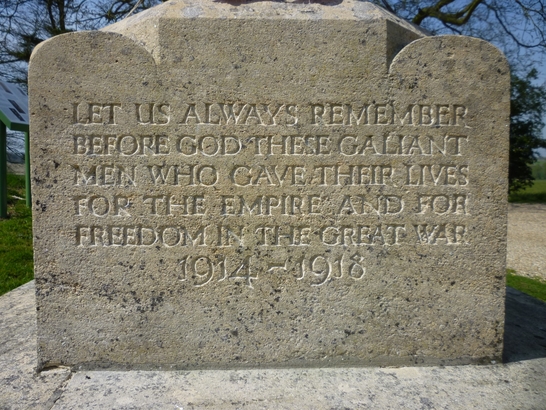 LET US ALWAYS REMEMBER
BEFORE GOD THESE GALLANT
MEN WHO GAVE THEIR LIVES
FOR THE EMPIRE AND FOR
FREEDOM IN THE GREAT WAR
1914-1918